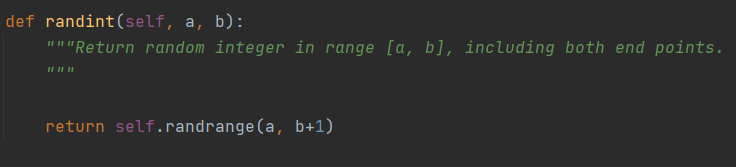 def randint(self, a, b):
    """Return random integer in range [a, b], including both end points.
    """
    return self.randrange(a, b+1)